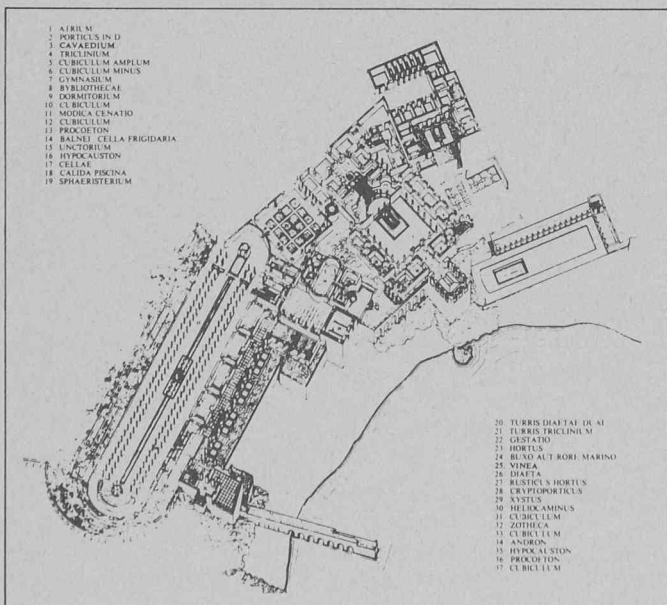 1 ATRIUM
2 PORTICUS IN D
3 CAVAEDIUM
4 TRICLINIUM
5 CUBICULUM AMPLUM
6 CUBICULUM MINUS
7 GYMNASIUM
8 BYBLIOTHECAE
9 DORMITORIUM
10 CUBICULUM
11 MODICA CENATIO
12 CUBICULUM
13 PROCOETON
14 BALNEI CELLA FRIGIDARIA
15 UNCTORIUM
16 HYPOCAUSTON
17 CELLAE
18 CALIDA PISCINA
19 SPHAERISTERIUM
20. TURRIS DIAETAE DUAE
21 TURRIS TRICLINIUM
22 GESTATIO
23 HORTUS
24 BUXO AUT RORE MARINO
25. VINEA
26 DIAETA
27 RUSTICUS HORTUS
28 CRYPTOPORTICUS
29 XYSTUS
30 HELIOCAMINUS
31 CUBICULUM
32 ZOTHECA
33 CUBICULUM
34 ANDRON
35 HYPOCAUSTON
36 PROCOETON
37 CUBICULUM